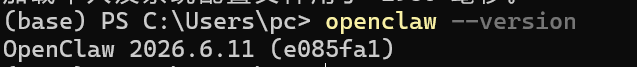 (base) PS C:\Users\pc> openclaw --version
OpenClaw 2026.6.11 (e085fa1)